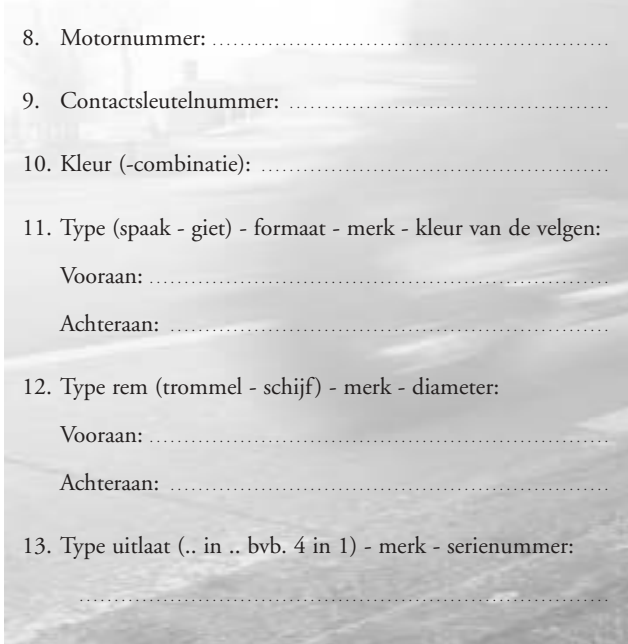 8. Motornummer: ....................................................
9. Contactsleutelnummer: ....................................................
10. Kleur (-combinatie): ....................................................
11. Type (spaak - giet) - formaat - merk - kleur van de velgen:
Vooraan: ....................................................
Achteraan: ....................................................
12. Type rem (trommel - schijf) - merk - diameter:
Vooraan: ....................................................
Achteraan: ....................................................
13. Type uitlaat (.. in .. bvb. 4 in 1) - merk - serienummer:
....................................................